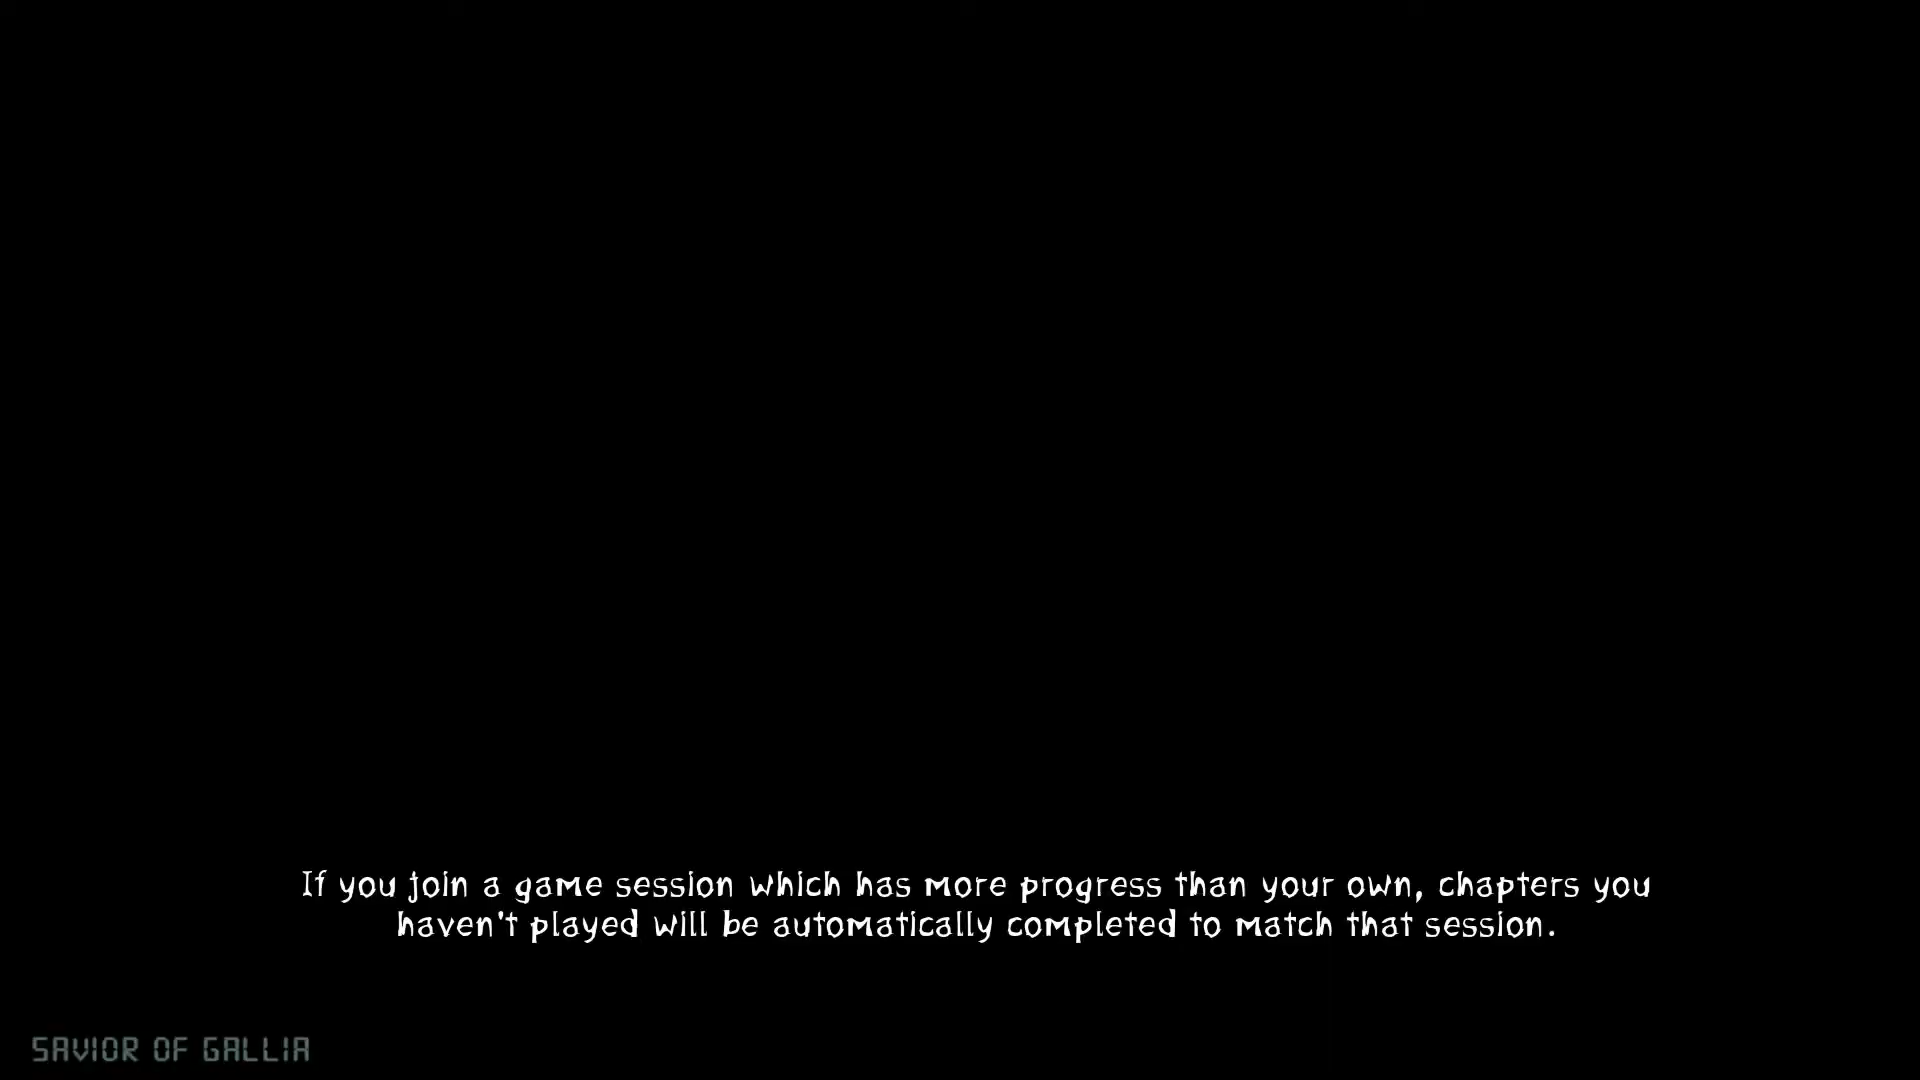 If you join a game session which has more progress than your own, chapters you
haven't played will be automatically completed to match that session.
SAVIOR OF GALLIA